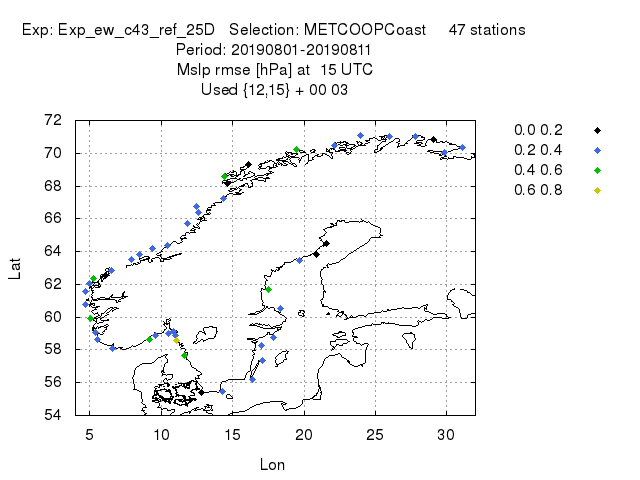 Exp: Exp_ew_c43_ref_25D Selection: METCOOPCoast 47 stations
Period: 20190801-20190811
Mslp rmse [hPa] at 15 UTC
Used {12,15} + 00 03
72
70
68
66
64
62
60
58
56
54
Lat
5 10 15 20 25 30
Lon
0.0 0.2
0.2 0.4
0.4 0.6
0.6 0.8